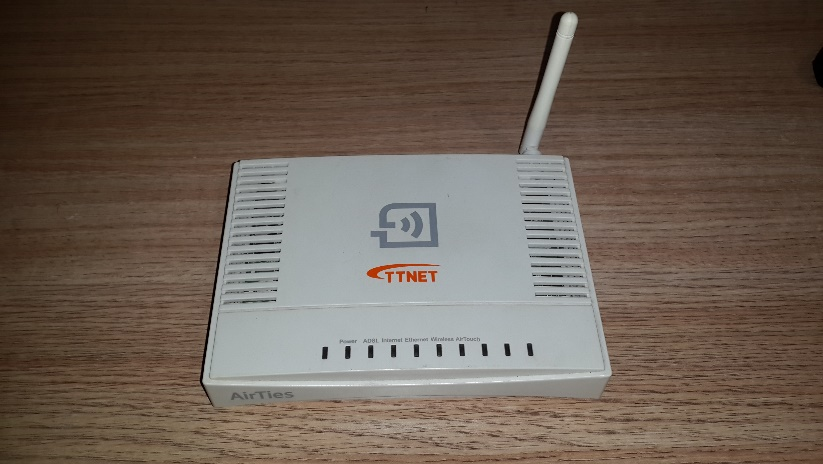 TTNET
Power ADSL Internet Ethernet Wireless AirTouch
AirTies